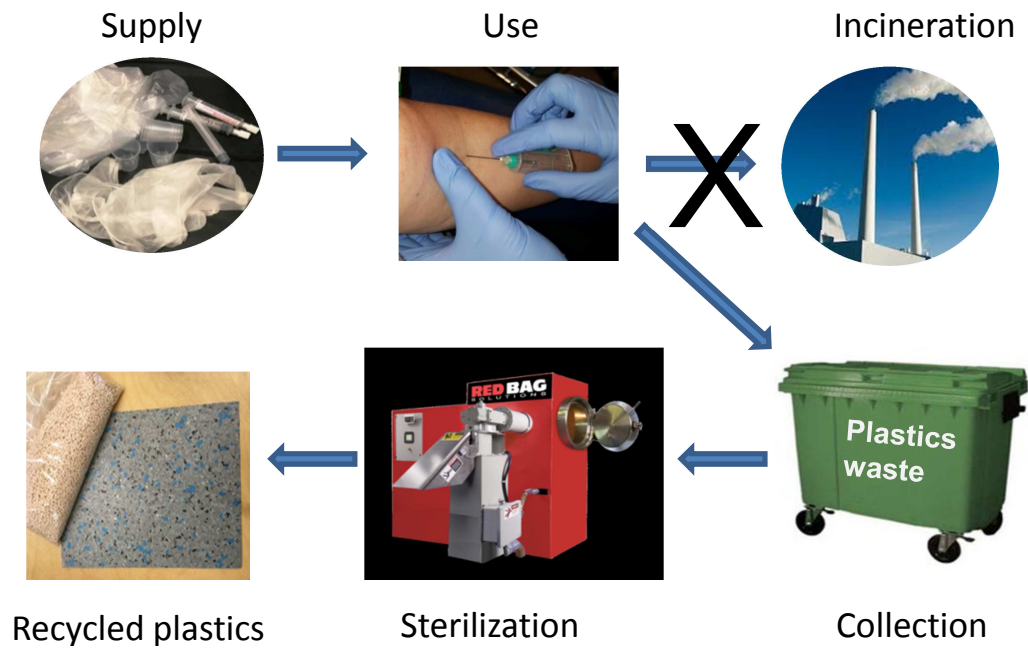 Supply
Use
Incineration
X
RED BAG
SOLUTIONS
Plastics
waste
Recycled plastics
Sterilization
Collection